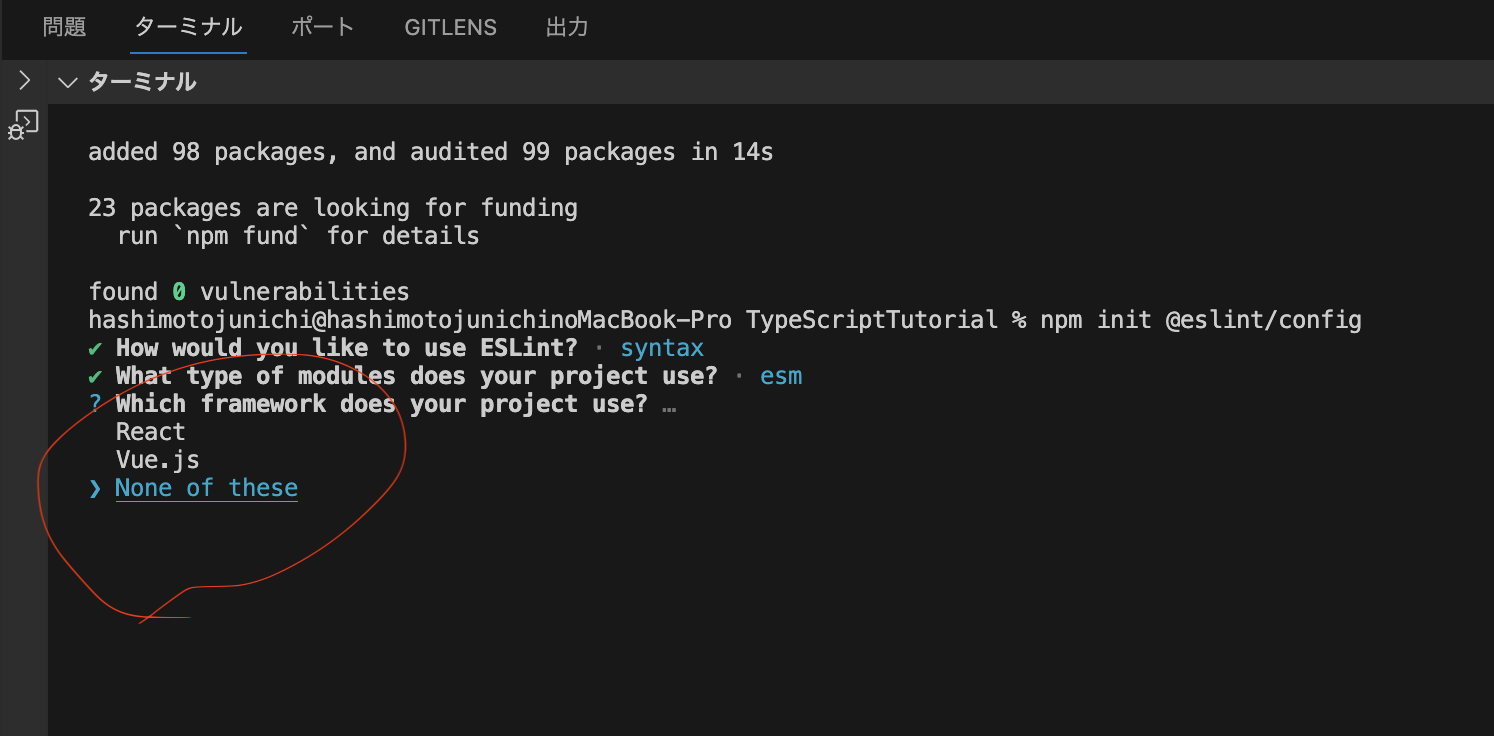 問題 ターミナル ポート GITLENS 出力
ターミナル
added 98 packages, and audited 99 packages in 14s
23 packages are looking for funding
run `npm fund` for details
found 0 vulnerabilities
hashimotojunichi@hashimotojunichinoMacBook-Pro TypeScriptTutorial % npm init @eslint/config
✔ How would you like to use ESLint? · syntax
✔ What type of modules does your project use? · esm
? Which framework does your project use? …
React
Vue.js
❯ None of these